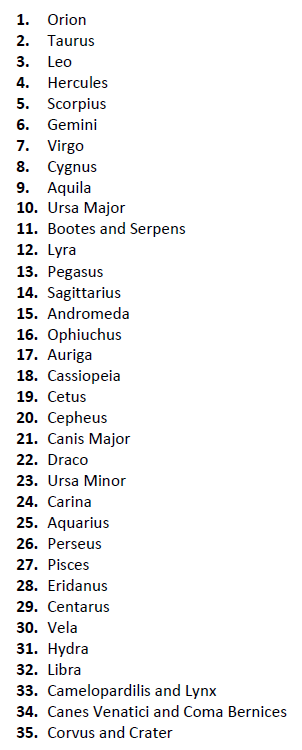 1. Orion
2. Taurus
3. Leo
4. Hercules
5. Scorpius
6. Gemini
7. Virgo
8. Cygnus
9. Aquila
10. Ursa Major
11. Bootes and Serpens
12. Lyra
13. Pegasus
14. Sagittarius
15. Andromeda
16. Ophiuchus
17. Auriga
18. Cassiopeia
19. Cetus
20. Cepheus
21. Canis Major
22. Draco
23. Ursa Minor
24. Carina
25. Aquarius
26. Perseus
27. Pisces
28. Eridanus
29. Centarus
30. Vela
31. Hydra
32. Libra
33. Camelopardilis and Lynx
34. Canes Venatici and Coma Bernices
35. Corvus and Crater